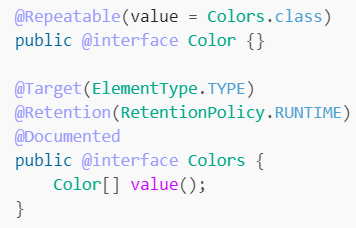 @Repeatable(value = Colors.class)
public @interface Color {}
@Target(ElementType.TYPE)
@Retention(RetentionPolicy.RUNTIME)
@Documented
public @interface Colors {
    Color[] value();
}